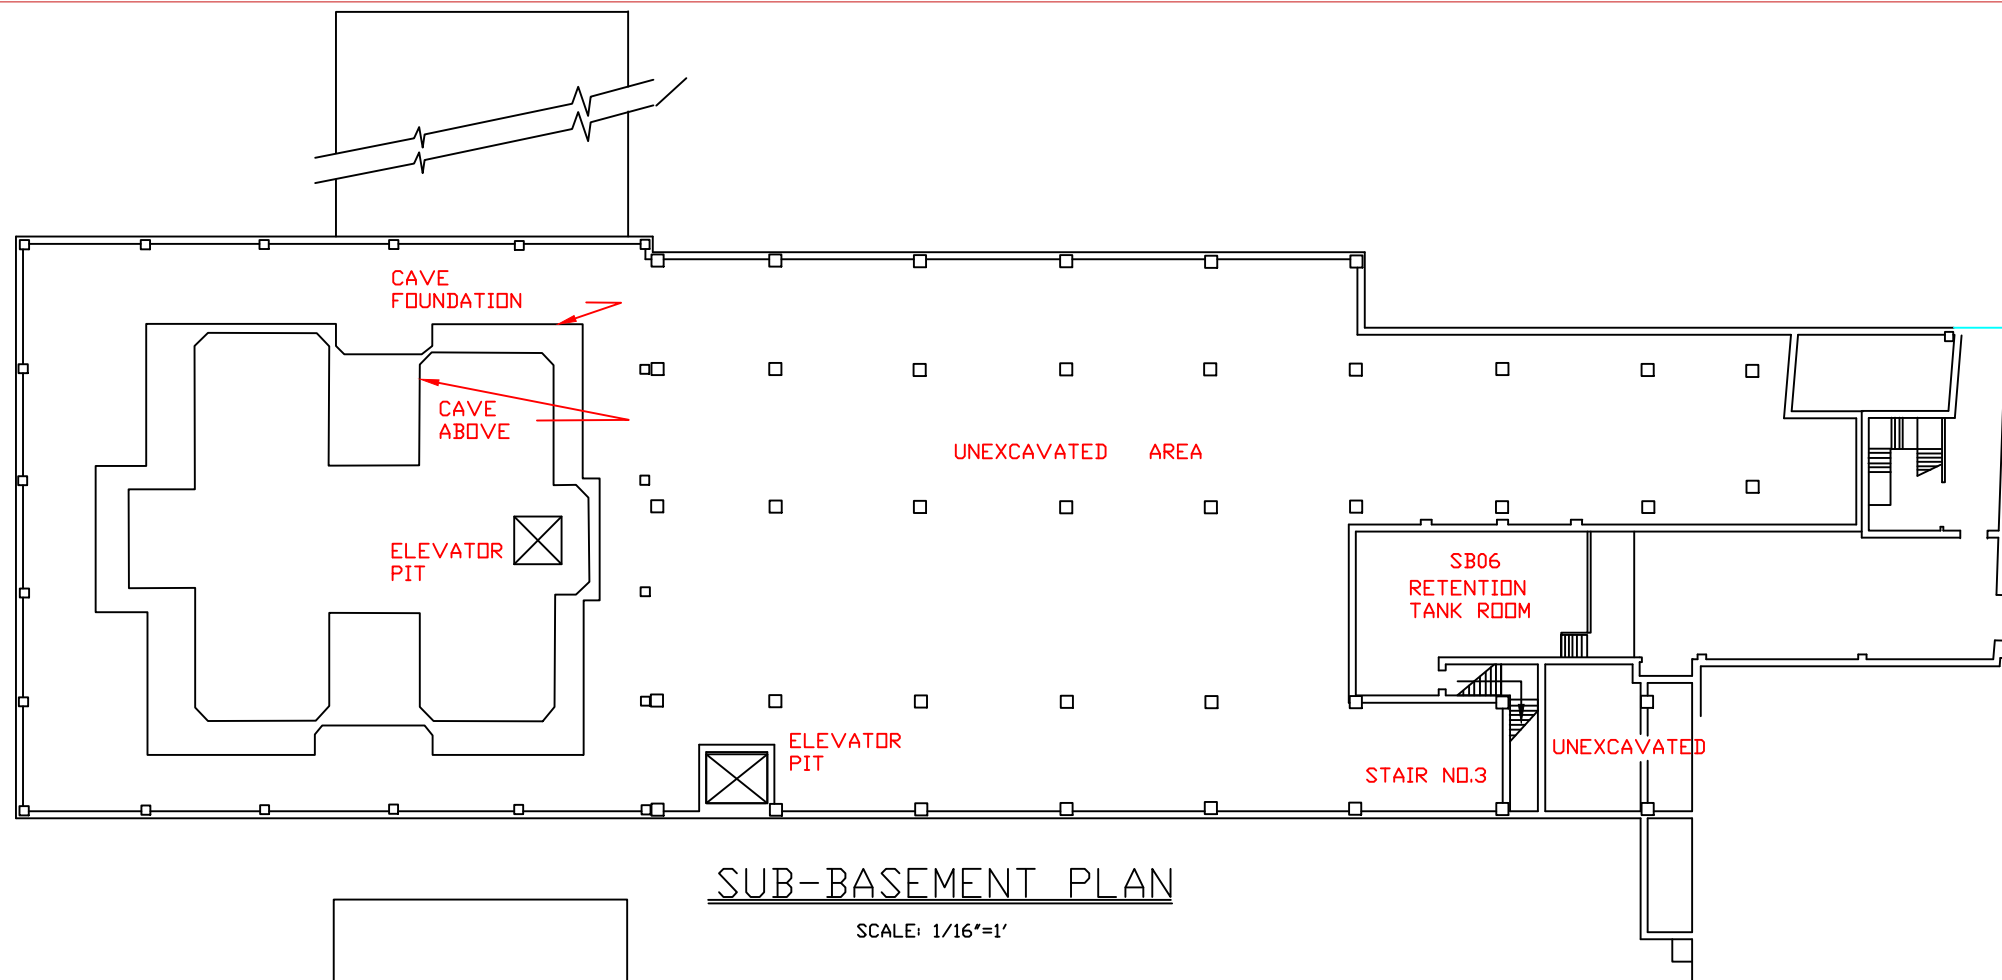 CAVE
FOUNDATION
CAVE
ABOVE
UNEXCAVATED AREA
ELEVATOR
PIT
SB06
RETENTION
TANK ROOM
ELEVATOR
PIT
UNEXCAVATED
STAIR NO.3
SUB-BASEMENT PLAN
SCALE: 1/16"=1'